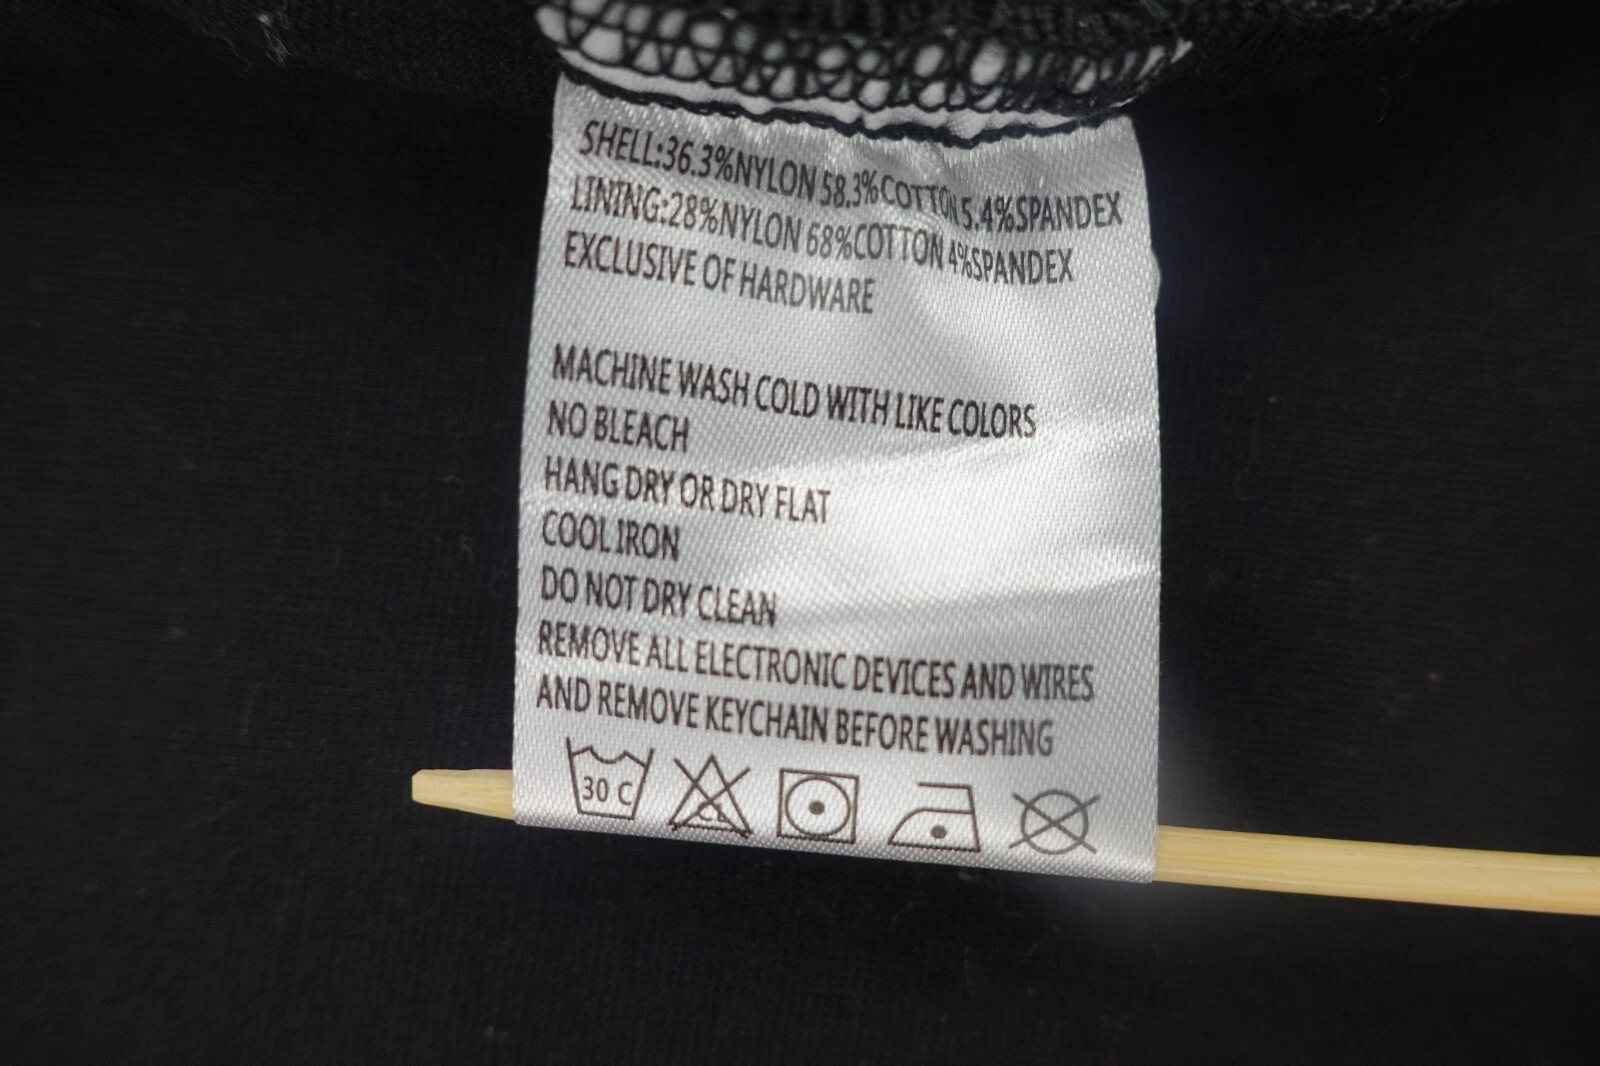 SHELL:36.3%NYLON 58.3%COTTON 5.4%SPANDEX
LINING:28%NYLON 68%COTTON 4%SPANDEX
EXCLUSIVE OF HARDWARE
MACHINE WASH COLD WITH LIKE COLORS
NO BLEACH
HANG DRY OR DRY FLAT
COOL IRON
DO NOT DRY CLEAN
REMOVE ALL ELECTRONIC DEVICES AND WIRES
AND REMOVE KEYCHAIN BEFORE WASHING
30 C